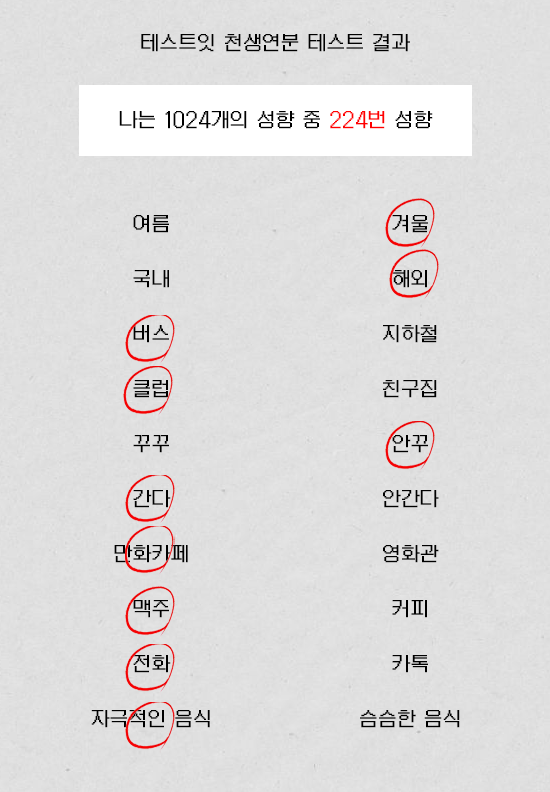 테스트잇 천생연분 테스트 결과
나는 1024개의 성향 중 224번 성향
여름 겨울
국내 해외
버스 지하철
클럽 친구집
꾸꾸 안꾸
간다 안간다
만화카페 영화관
맥주 커피
전화 카톡
자극적인 음식 슴슴한 음식